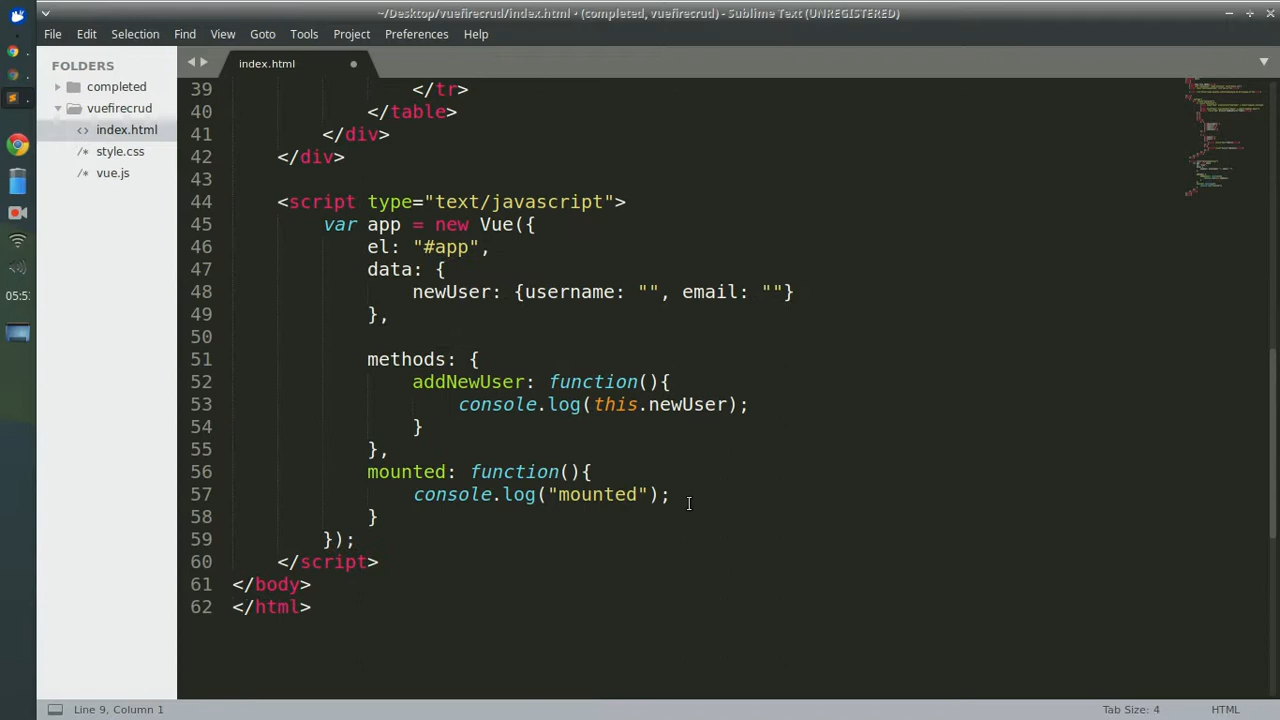 ~/Desktop/vuefirecrud/index.html • (completed, vuefirecrud) - Sublime Text (UNREGISTERED)
File Edit Selection Find View Goto Tools Project Preferences Help
FOLDERS
completed
vuefirecrud
<> index.html
/* style.css
/* vue.js
05:5
index.html
39 </tr>
40 </table>
41 </div>
42 </div>
43
44 <script type="text/javascript">
45 var app = new Vue({
46 el: "#app",
47 data: {
48 newUser: {username: "", email: ""}
49 },
50
51 methods: {
52 addNewUser: function(){
53 console.log(this.newUser);
54 }
55 },
56 mounted: function(){
57 console.log("mounted");
58 }
59 });
60 </script>
61 </body>
62 </html>
Line 9, Column 1
Tab Size: 4
HTML